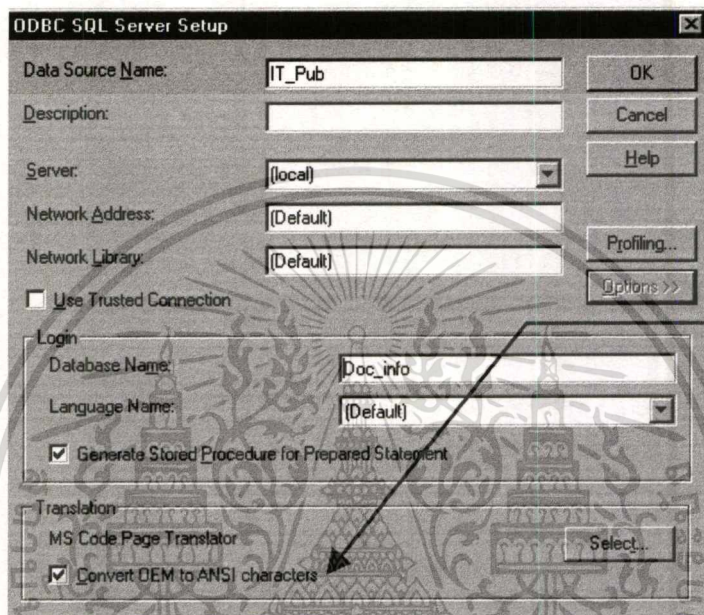 ODBC SQL Server Setup
Data Source Name: IT_Pub OK
Description: Cancel
Server: (local) Help
Network Address: (Default)
Network Library: (Default) Profiling...
Use Trusted Connection Options >>
Login
Database Name: Doc_info
Language Name: (Default)
Generate Stored Procedure for Prepared Statement
Translation
MS Code Page Translator Select...
Convert OEM to ANSI characters